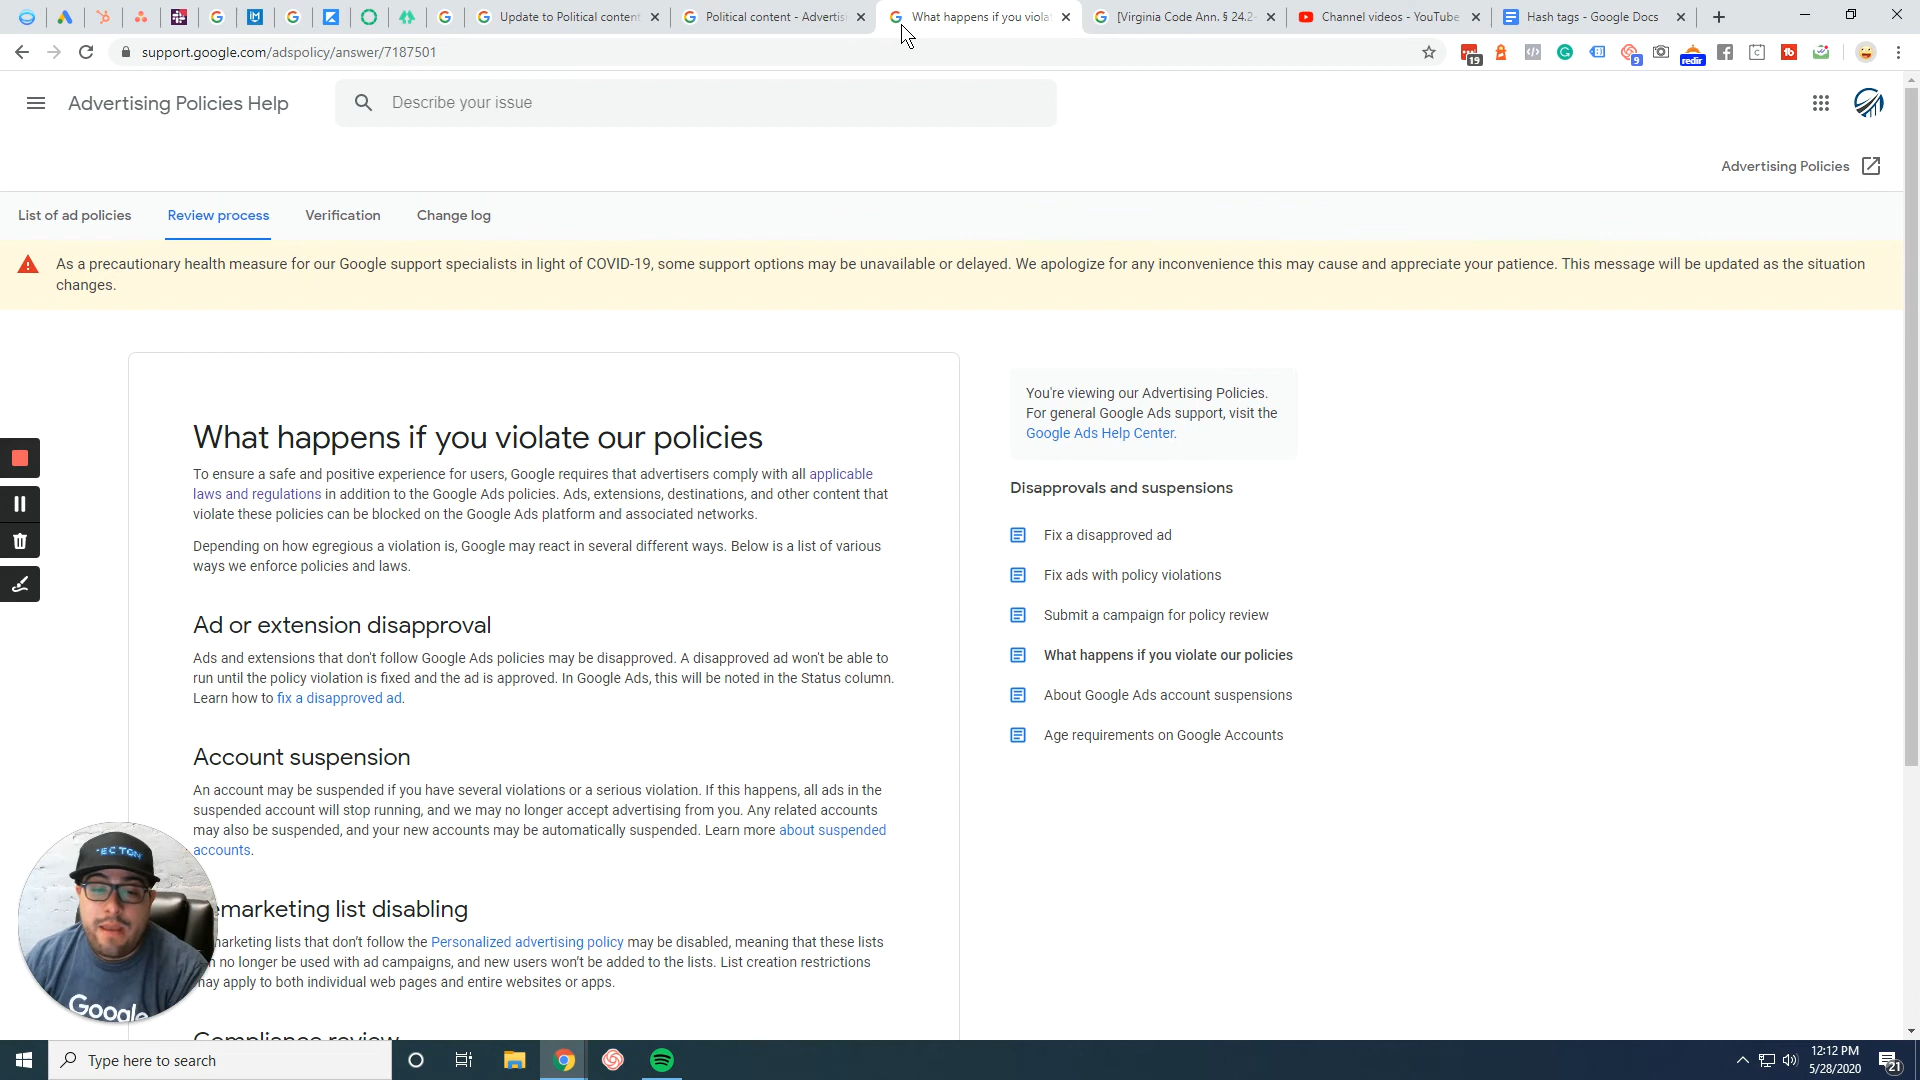 Update to Political conten
Political content - Advertis
What happens if you viola
[Virginia Code Ann. § 24.2
Channel videos - YouTube
Hash tags - Google Docs
support.google.com/adspolicy/answer/7187501
19
9
redir
Advertising Policies Help
Describe your issue
Advertising Policies
List of ad policies
Review process
Verification
Change log
As a precautionary health measure for our Google support specialists in light of COVID-19, some support options may be unavailable or delayed. We apologize for any inconvenience this may cause and appreciate your patience. This message will be updated as the situation
changes.
What happens if you violate our policies
To ensure a safe and positive experience for users, Google requires that advertisers comply with all applicable
laws and regulations in addition to the Google Ads policies. Ads, extensions, destinations, and other content that
violate these policies can be blocked on the Google Ads platform and associated networks.
Depending on how egregious a violation is, Google may react in several different ways. Below is a list of various
ways we enforce policies and laws.
Ad or extension disapproval
Ads and extensions that don't follow Google Ads policies may be disapproved. A disapproved ad won't be able to
run until the policy violation is fixed and the ad is approved. In Google Ads, this will be noted in the Status column.
Learn how to fix a disapproved ad.
Account suspension
An account may be suspended if you have several violations or a serious violation. If this happens, all ads in the
suspended account will stop running, and we may no longer accept advertising from you. Any related accounts
may also be suspended, and your new accounts may be automatically suspended. Learn more about suspended
accounts.
emarketing list disabling
marketing lists that don't follow the Personalized advertising policy may be disabled, meaning that these lists
n no longer be used with ad campaigns, and new users won't be added to the lists. List creation restrictions
may apply to both individual web pages and entire websites or apps.
Compliance review
You're viewing our Advertising Policies.
For general Google Ads support, visit the
Google Ads Help Center.
Disapprovals and suspensions
Fix a disapproved ad
Fix ads with policy violations
Submit a campaign for policy review
What happens if you violate our policies
About Google Ads account suspensions
Age requirements on Google Accounts
Google
Type here to search
12:12 PM
5/28/2020
21